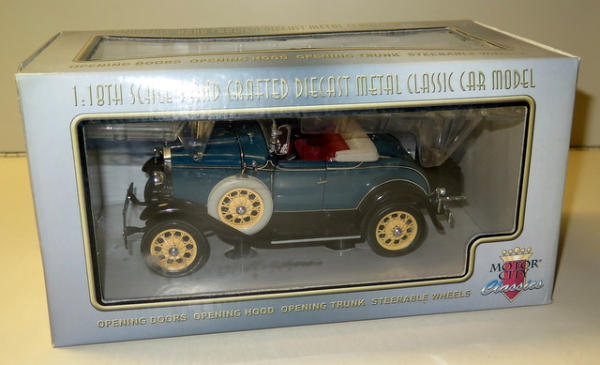 OPENING DOORS OPENING HOOD OPENING TRUNK STEERABLE WHEELS
1:18TH SCALE HAND CRAFTED DIECAST METAL CLASSIC CAR MODEL
MOTOR
CITY
Classics
OPENING DOORS OPENING HOOD OPENING TRUNK STEERABLE WHEELS